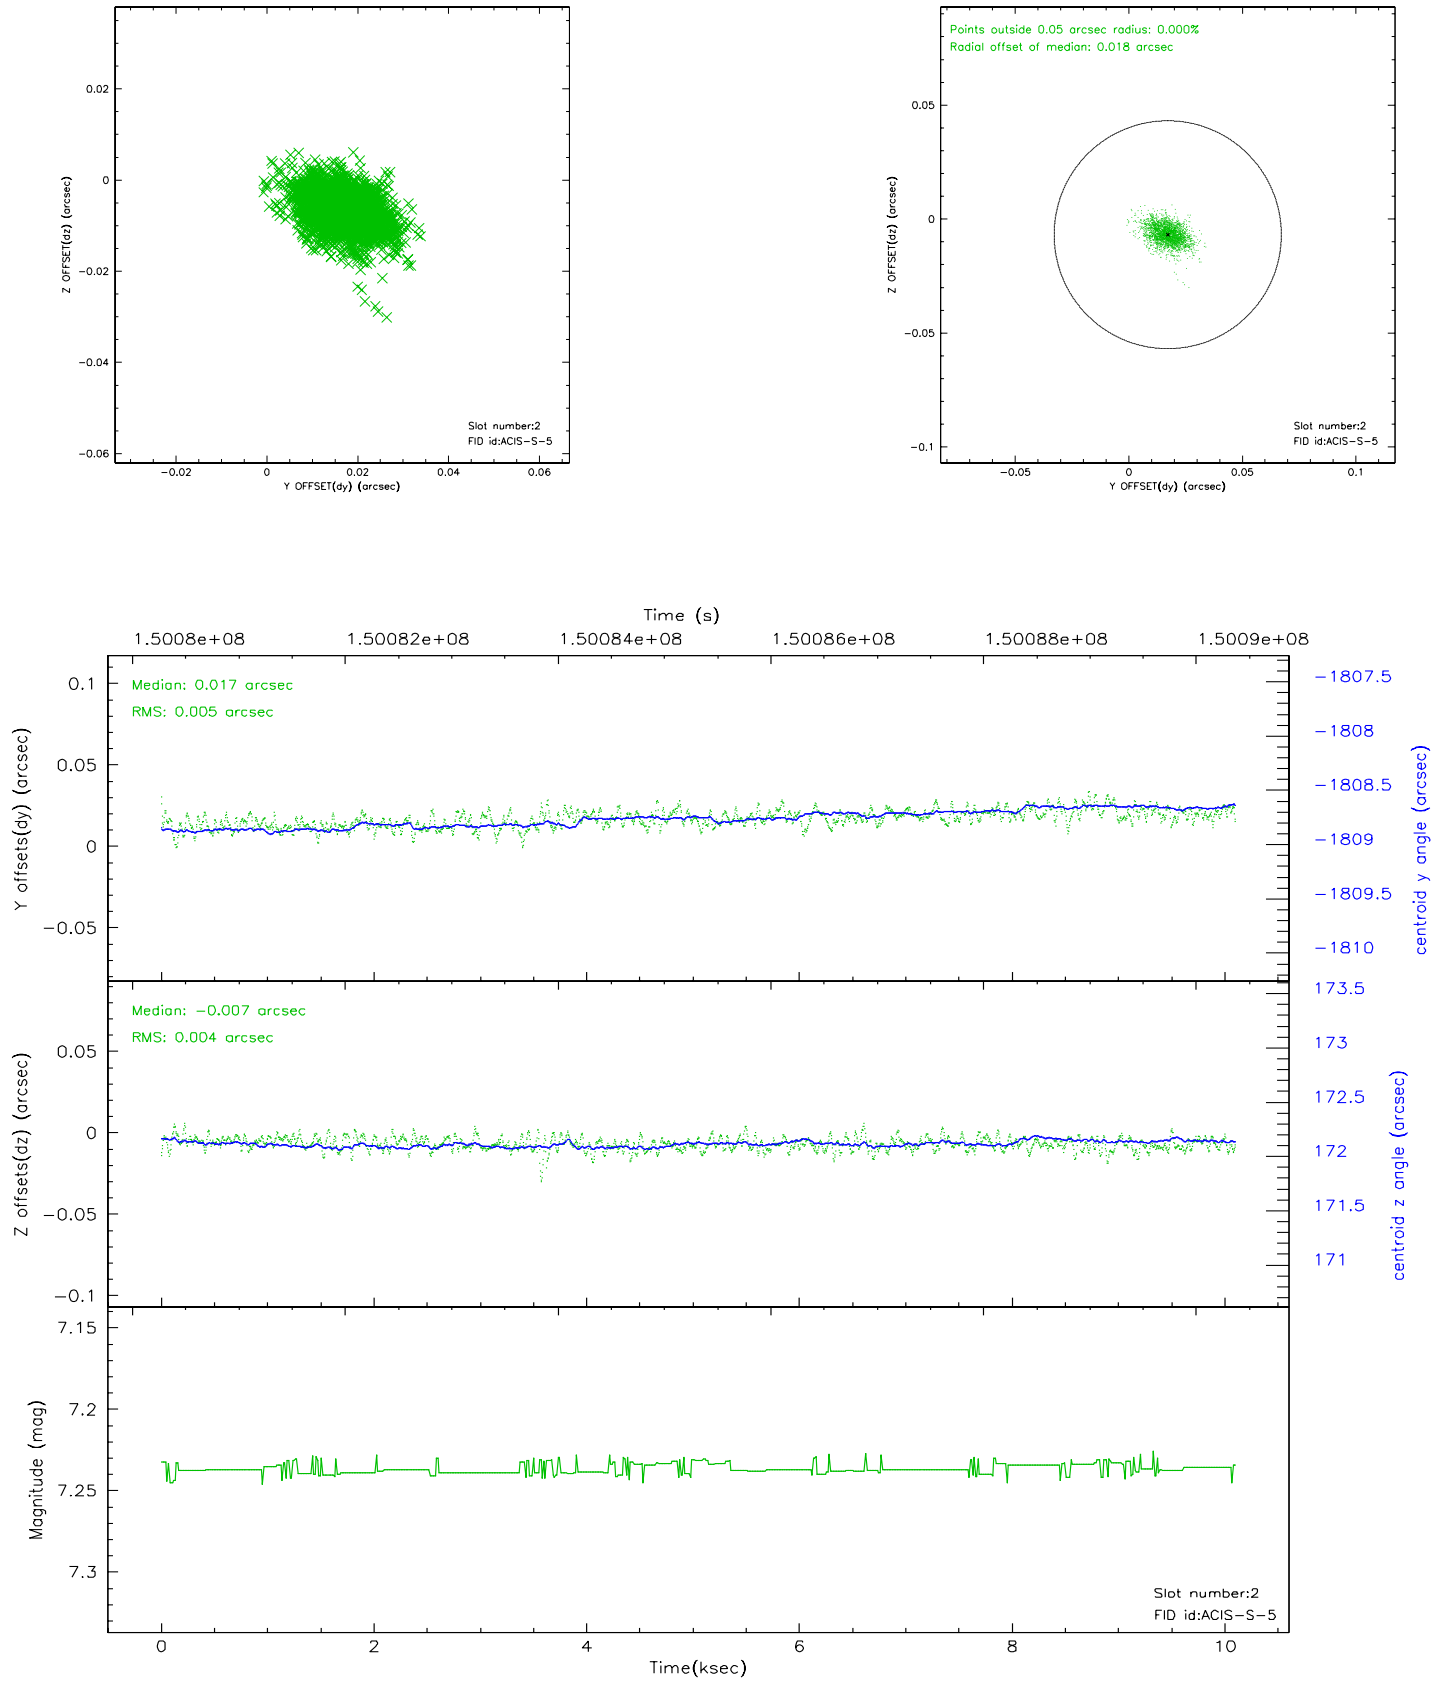 0.02
0
-0.02
-0.04
-0.06
Z OFFSET(dz) (arcsec)
Slot number:2
FID id:ACIS-S-5
-0.02 0 0.02 0.04 0.06
Y OFFSET(dy) (arcsec)
Points outside 0.05 arcsec radius: 0.000%
Radial offset of median: 0.018 arcsec
0.05
0
-0.05
-0.1
Z OFFSET(dz) (arcsec)
Slot number:2
FID id:ACIS-S-5
-0.05 0 0.05 0.1
Y OFFSET(dy) (arcsec)
Time (s)
1.5008e+08 1.50082e+08 1.50084e+08 1.50086e+08 1.50088e+08 1.5009e+08
Median: 0.017 arcsec
RMS: 0.005 arcsec
0.1
0.05
0
-0.05
Y offsets(dy) (arcsec)
-1807.5
-1808
-1808.5
-1809
-1809.5
-1810
centroid y angle (arcsec)
Median: -0.007 arcsec
RMS: 0.004 arcsec
0.05
0
-0.05
-0.1
Z offsets(dz) (arcsec)
173.5
173
172.5
172
171.5
171
centroid z angle (arcsec)
7.15
7.2
7.25
7.3
Magnitude (mag)
Slot number:2
FID id:ACIS-S-5
0 2 4 6 8 10
Time(ksec)